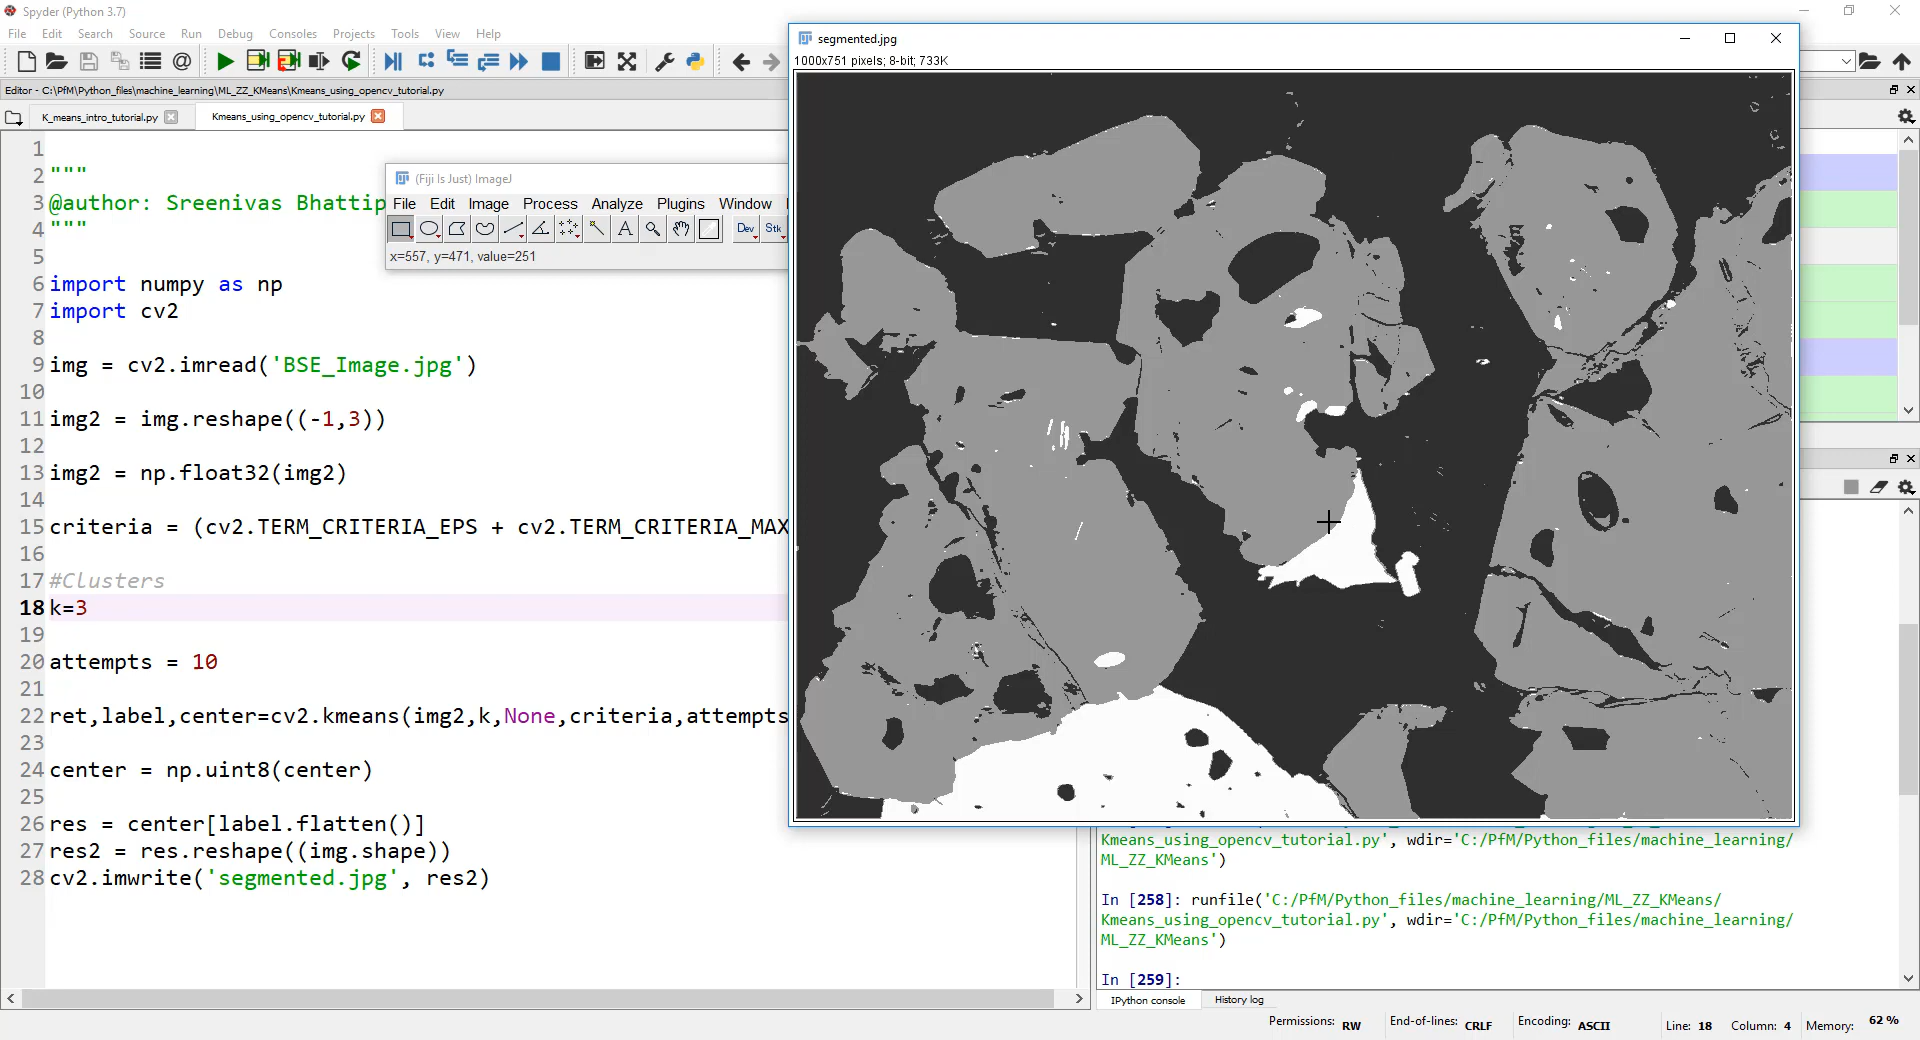 Spyder (Python 3.7)
File Edit Search Source Run Debug Consoles Projects Tools View Help
Editor - C:\PfM\Python_files\machine_learning\ML_ZZ_KMeans\Kmeans_using_opencv_tutorial.py
K_means_intro_tutorial.py
Kmeans_using_opencv_tutorial.py
1
2 """
3 @author: Sreenivas Bhattip
4 """
5
6 import numpy as np
7 import cv2
8
9 img = cv2.imread('BSE_Image.jpg')
10
11 img2 = img.reshape((-1,3))
12
13 img2 = np.float32(img2)
14
15 criteria = (cv2.TERM_CRITERIA_EPS + cv2.TERM_CRITERIA_MAX
16
17 #Clusters
18 k=3
19
20 attempts = 10
21
22 ret,label,center=cv2.kmeans(img2,k,None,criteria,attempts
23
24 center = np.uint8(center)
25
26 res = center[label.flatten()]
27 res2 = res.reshape((img.shape))
28 cv2.imwrite('segmented.jpg', res2)
(Fiji Is Just) ImageJ
File Edit Image Process Analyze Plugins Window
A Dev Stk
x=557, y=471, value=251
segmented.jpg
1000x751 pixels; 8-bit; 733K
Kmeans_using_opencv_tutorial.py', wdir='C:/PfM/Python_files/machine_learning/
ML_ZZ_KMeans')
In [258]: runfile('C:/PfM/Python_files/machine_learning/ML_ZZ_KMeans/
Kmeans_using_opencv_tutorial.py', wdir='C:/PfM/Python_files/machine_learning/
ML_ZZ_KMeans')
In [259]:
IPython console History log
Permissions: RW End-of-lines: CRLF Encoding: ASCII Line: 18 Column: 4 Memory: 62 %